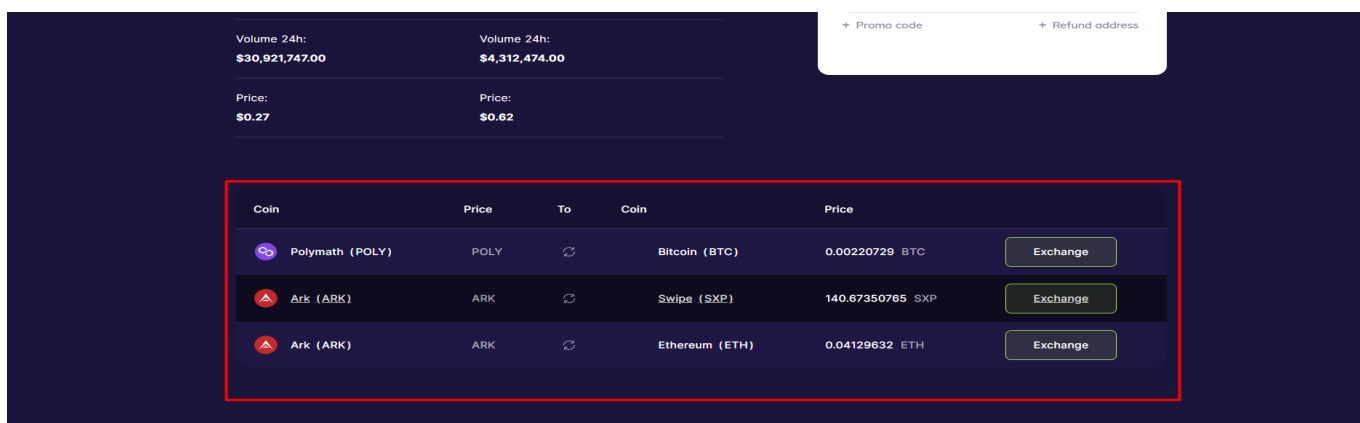 + Promo code + Refund address
Volume 24h: Volume 24h:
$30,921,747.00 $4,312,474.00
Price: Price:
$0.27 $0.62
Coin Price To Coin Price
Polymath (POLY) POLY Bitcoin (BTC) 0.00220729 BTC Exchange
Ark (ARK) ARK Swipe (SXP) 140.67350765 SXP Exchange
Ark (ARK) ARK Ethereum (ETH) 0.04129632 ETH Exchange